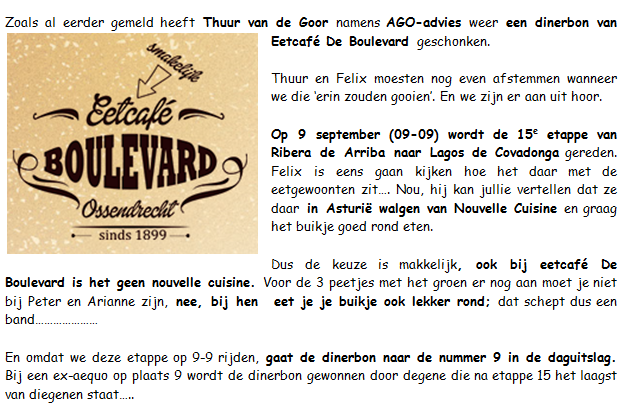 Zoals al eerder gemeld heeft Thuur van de Goor namens AGO-advies weer een dinerbon van
Eetcafé De Boulevard geschonken.
smakelijk
Eetcafé
BOULEVARD
Ossendrecht
sinds 1899
Thuur en Felix moesten nog even afstemmen wanneer
we die ‘erin zouden gooien’. En we zijn er aan uit hoor.
Op 9 september (09-09) wordt de 15e etappe van
Ribera de Arriba naar Lagos de Covadonga gereden.
Felix is eens gaan kijken hoe het daar met de
eetgewoonten zit…. Nou, hij kan jullie vertellen dat ze
daar in Asturië walgen van Nouvelle Cuisine en graag
het buikje goed rond eten.
Dus de keuze is makkelijk, ook bij eetcafé De
Boulevard is het geen nouvelle cuisine. Voor de 3 peetjes met het groen er nog aan moet je niet
bij Peter en Arianne zijn, nee, bij hen eet je je buikje ook lekker rond; dat schept dus een
band…………………
En omdat we deze etappe op 9-9 rijden, gaat de dinerbon naar de nummer 9 in de daguitslag.
Bij een ex-aequo op plaats 9 wordt de dinerbon gewonnen door degene die na etappe 15 het laagst
van diegenen staat…..